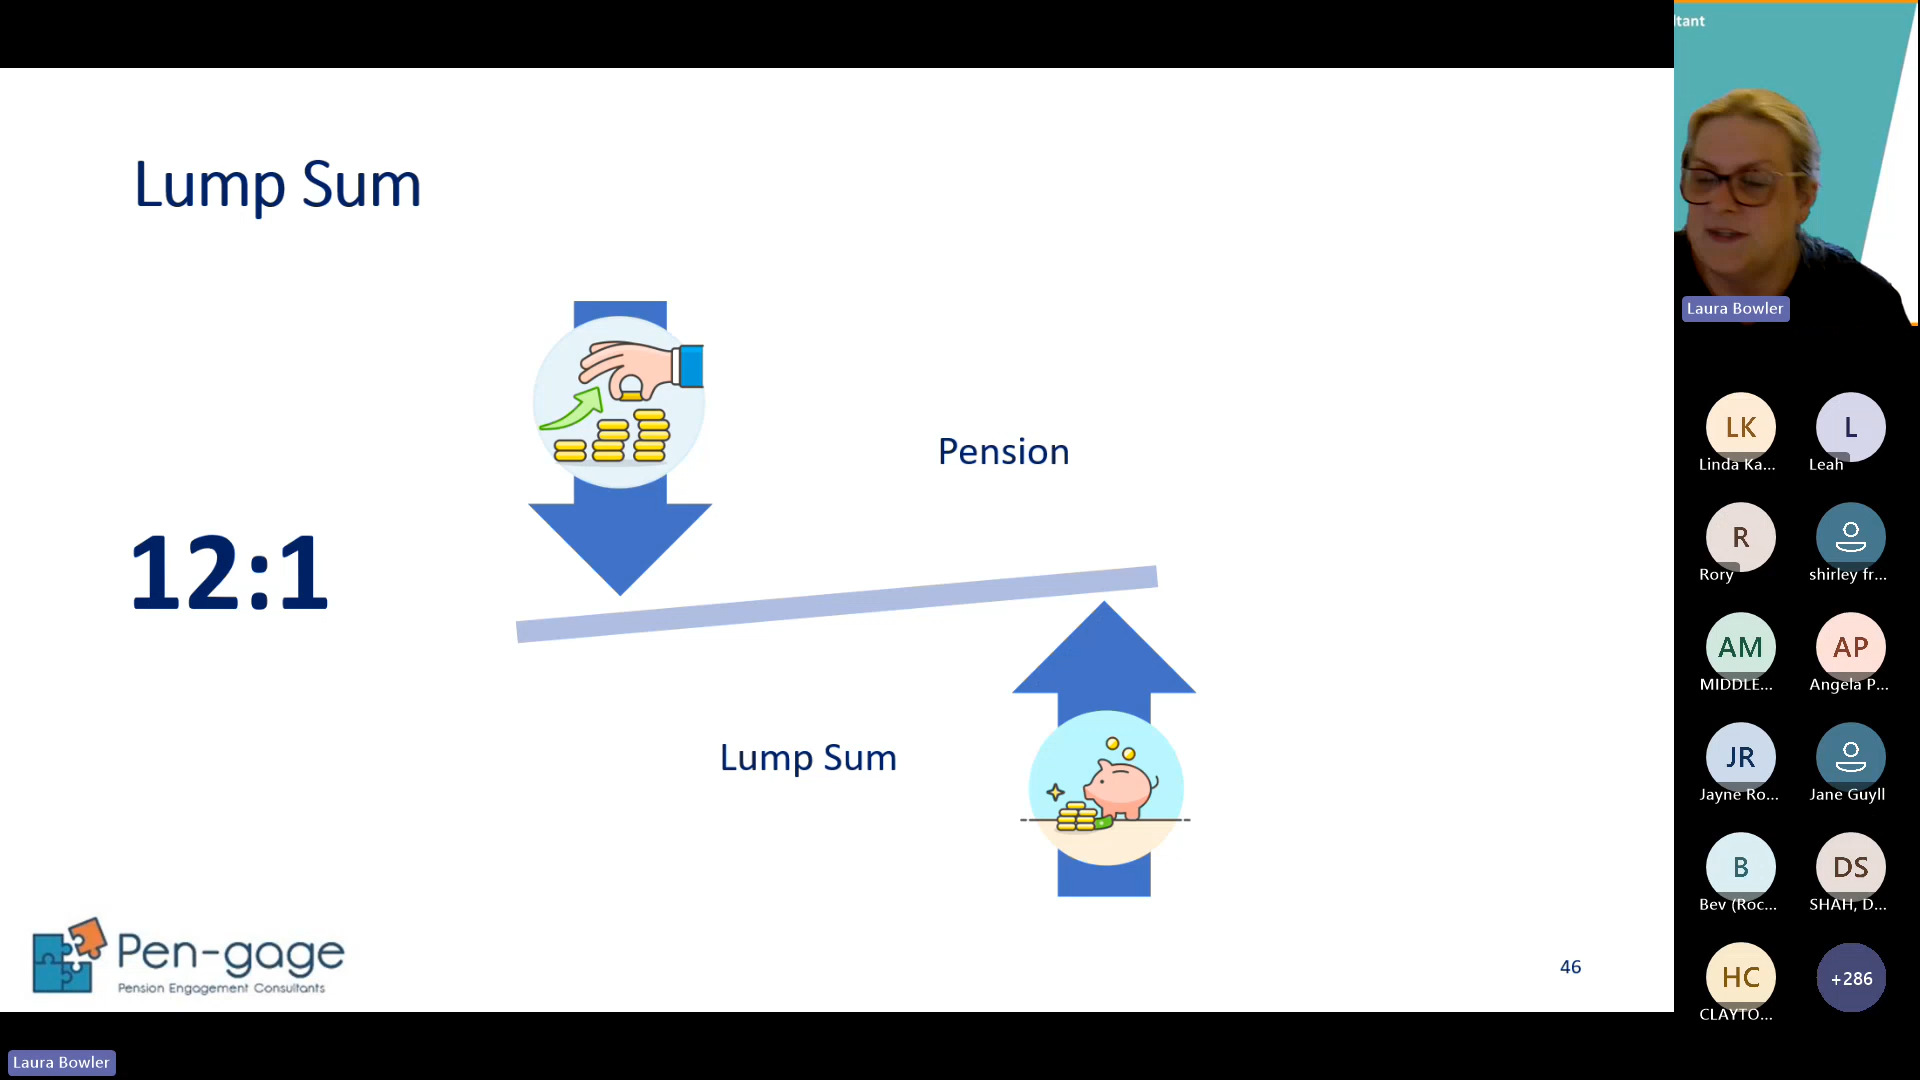 ltant
Lump Sum
Pension
12:1
Lump Sum
Pen-gage
Pension Engagement Consultants
46
Laura Bowler
LK
Linda Ka...
L
Leah
R
Rory
shirley fr...
AM
MIDDLE...
AP
Angela P...
JR
Jayne Ro...
Jane Guyll
B
Bev (Roc...
DS
SHAH, D...
HC
CLAYTO...
+286
Laura Bowler